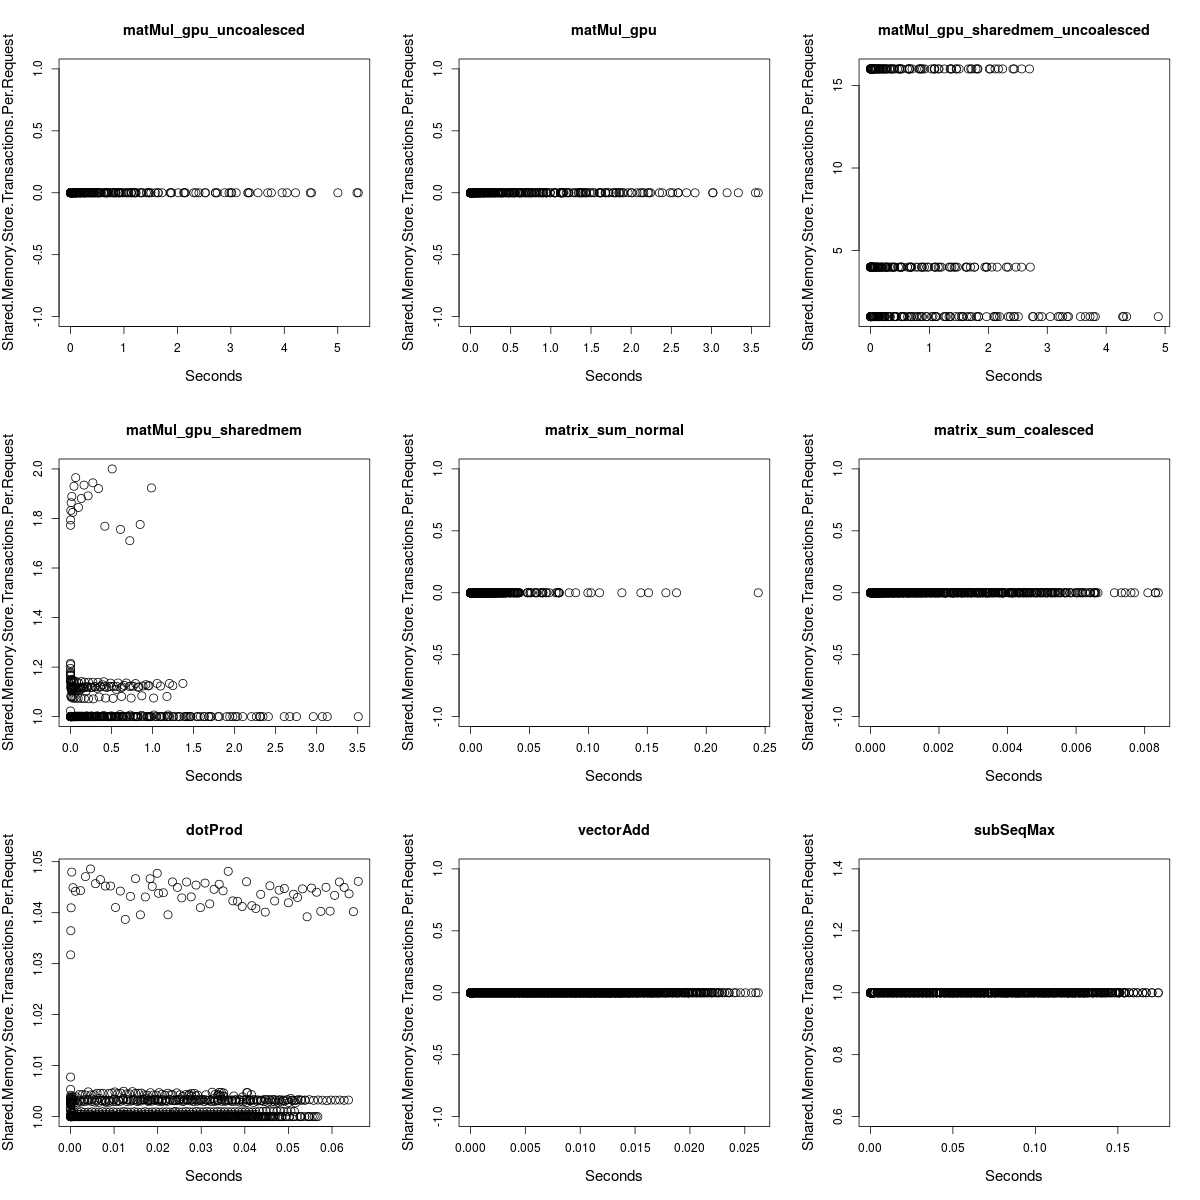 matMul_gpu_uncoalesced
Shared.Memory.Store.Transactions.Per.Request
1.0
0.5
0.0
-0.5
-1.0
0 1 2 3 4 5
Seconds
matMul_gpu
Shared.Memory.Store.Transactions.Per.Request
1.0
0.5
0.0
-0.5
-1.0
0.0 0.5 1.0 1.5 2.0 2.5 3.0 3.5
Seconds
matMul_gpu_sharedmem_uncoalesced
Shared.Memory.Store.Transactions.Per.Request
15
10
5
0 1 2 3 4 5
Seconds
matMul_gpu_sharedmem
Shared.Memory.Store.Transactions.Per.Request
2.0
1.8
1.6
1.4
1.2
1.0
0.0 0.5 1.0 1.5 2.0 2.5 3.0 3.5
Seconds
matrix_sum_normal
Shared.Memory.Store.Transactions.Per.Request
1.0
0.5
0.0
-0.5
-1.0
0.00 0.05 0.10 0.15 0.20 0.25
Seconds
matrix_sum_coalesced
Shared.Memory.Store.Transactions.Per.Request
1.0
0.5
0.0
-0.5
-1.0
0.000 0.002 0.004 0.006 0.008
Seconds
dotProd
Shared.Memory.Store.Transactions.Per.Request
1.05
1.04
1.03
1.02
1.01
1.00
0.00 0.01 0.02 0.03 0.04 0.05 0.06
Seconds
vectorAdd
Shared.Memory.Store.Transactions.Per.Request
1.0
0.5
0.0
-0.5
-1.0
0.000 0.005 0.010 0.015 0.020 0.025
Seconds
subSeqMax
Shared.Memory.Store.Transactions.Per.Request
1.4
1.2
1.0
0.8
0.6
0.00 0.05 0.10 0.15
Seconds